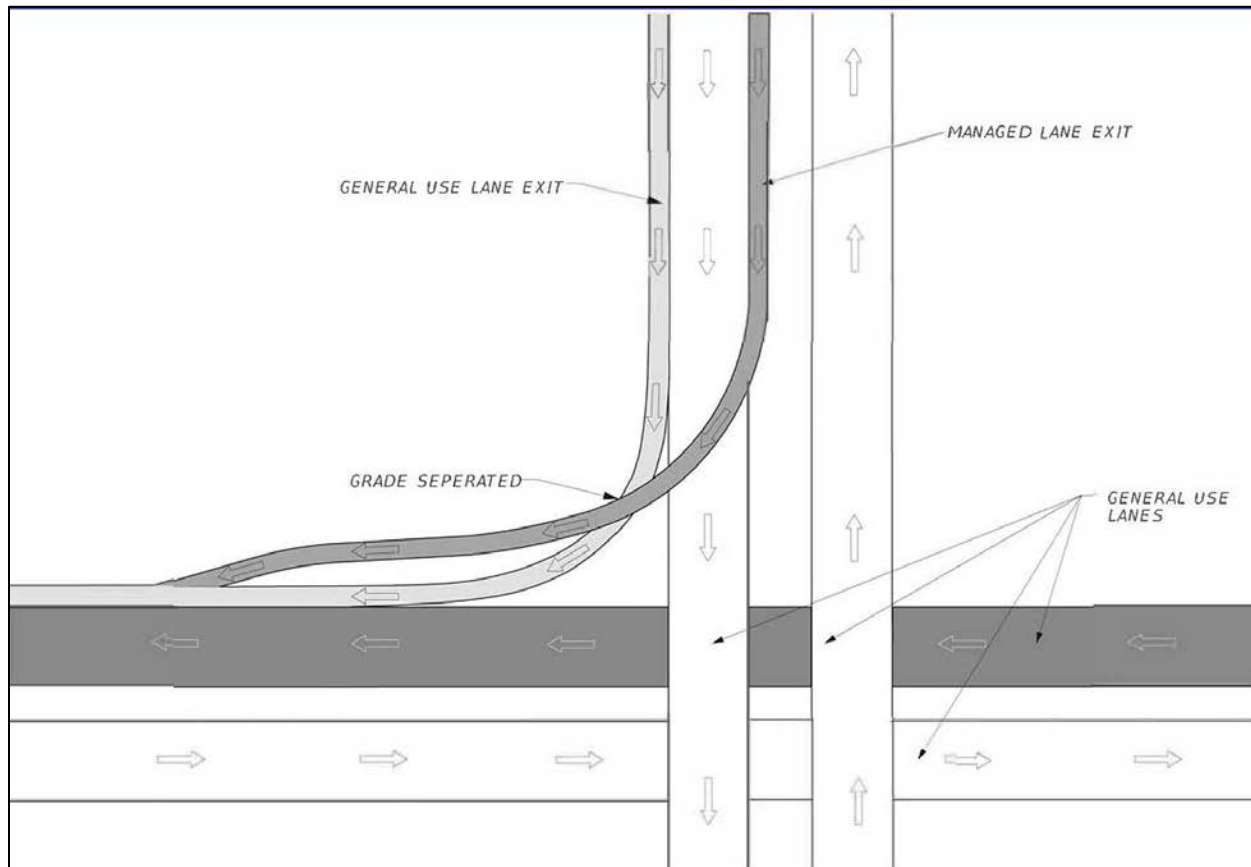 MANAGED LANE EXIT
GENERAL USE LANE EXIT
GRADE SEPERATED
GENERAL USE
LANES